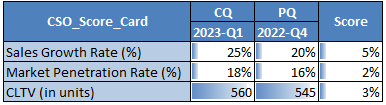 CSO_Score_Card CQ PQ Score
2023-Q1 2022-Q4
Sales Growth Rate (%) 25% 20% 5%
Market Penetration Rate (%) 18% 16% 2%
CLTV (in units) 560 545 3%